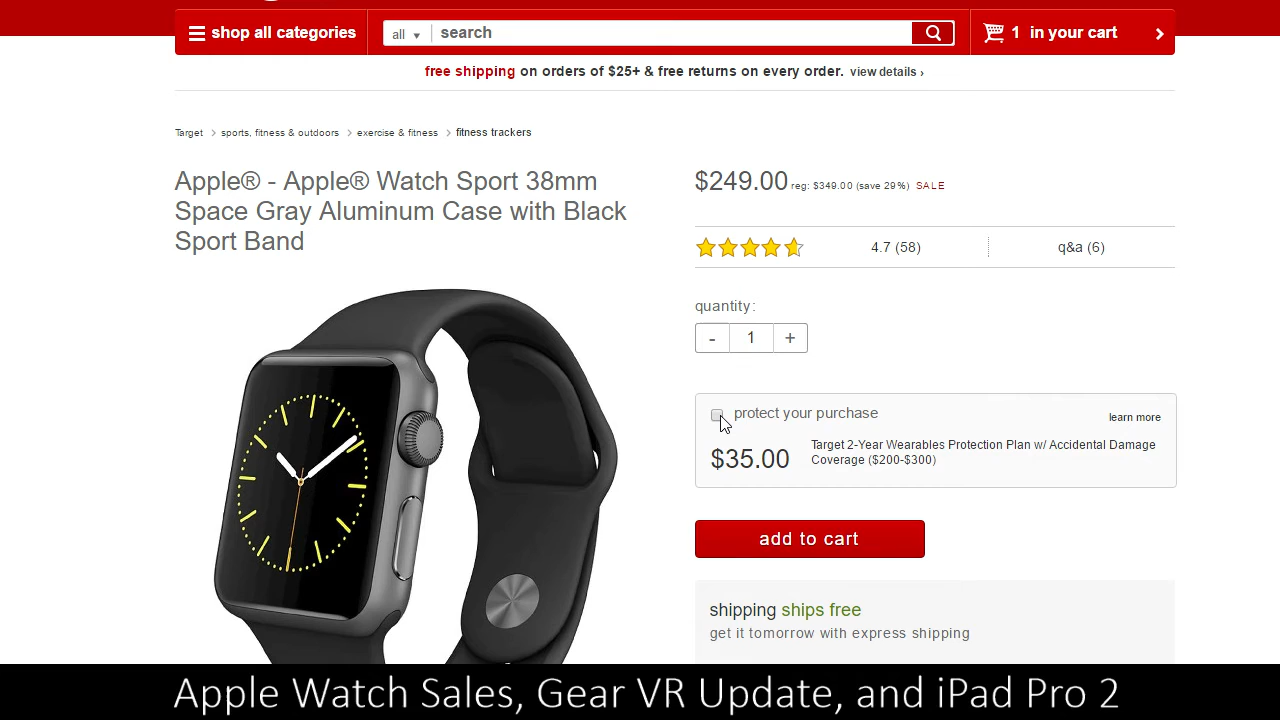 shop all categories
all
search
1 in your cart
free shipping on orders of $25+ & free returns on every order. view details ›
Target > sports, fitness & outdoors > exercise & fitness > fitness trackers
Apple® - Apple® Watch Sport 38mm
Space Gray Aluminum Case with Black
Sport Band
$249.00 reg: $349.00 (save 29%) SALE
4.7 (58)
q&a (6)
quantity:
- 1 +
protect your purchase
learn more
$35.00
Target 2-Year Wearables Protection Plan w/ Accidental Damage
Coverage ($200-$300)
add to cart
shipping ships free
get it tomorrow with express shipping
Apple Watch Sales, Gear VR Update, and iPad Pro 2